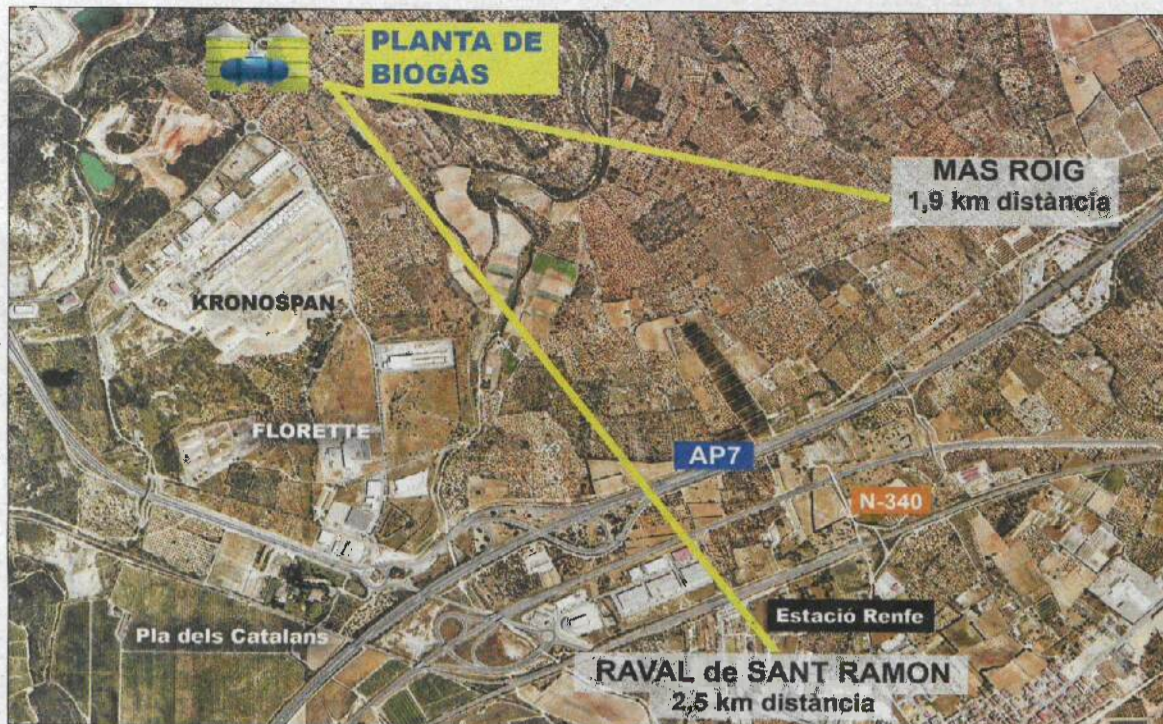 PLANTA DE
BIOGÀS
MAS ROIG
1,9 km distància
KRONOSPAN
FLORETTE
AP7
N-340
Estació Renfe
Pla dels Catalans
RAVAL de SANT RAMON
2,5 km distància